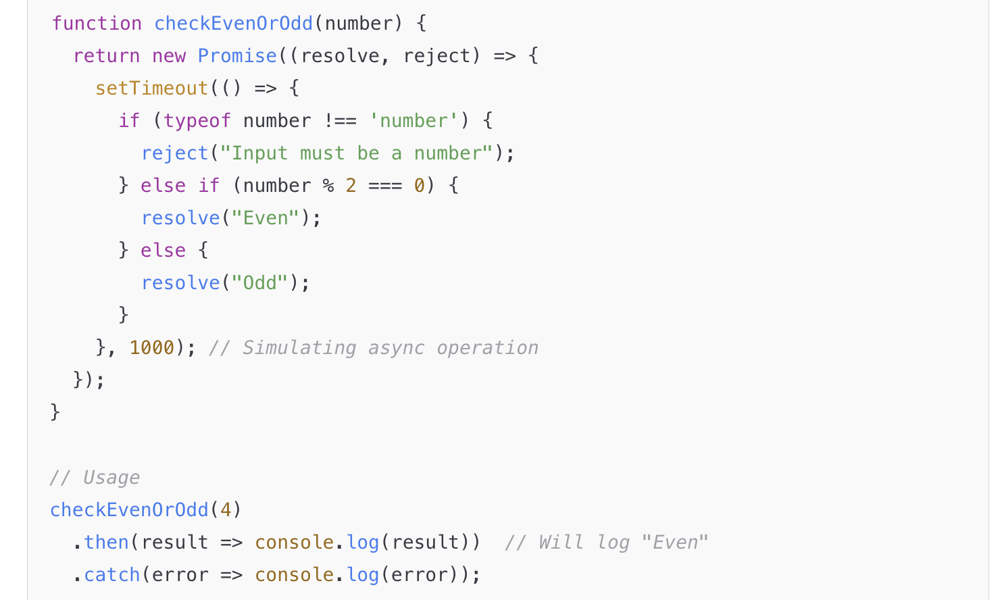 function checkEvenOrOdd(number) {
  return new Promise((resolve, reject) => {
    setTimeout(() => {
      if (typeof number !== 'number') {
        reject("Input must be a number");
      } else if (number % 2 === 0) {
        resolve("Even");
      } else {
        resolve("Odd");
      }
    }, 1000); // Simulating async operation
  });
}

// Usage
checkEvenOrOdd(4)
  .then(result => console.log(result))  // Will log "Even"
  .catch(error => console.log(error));